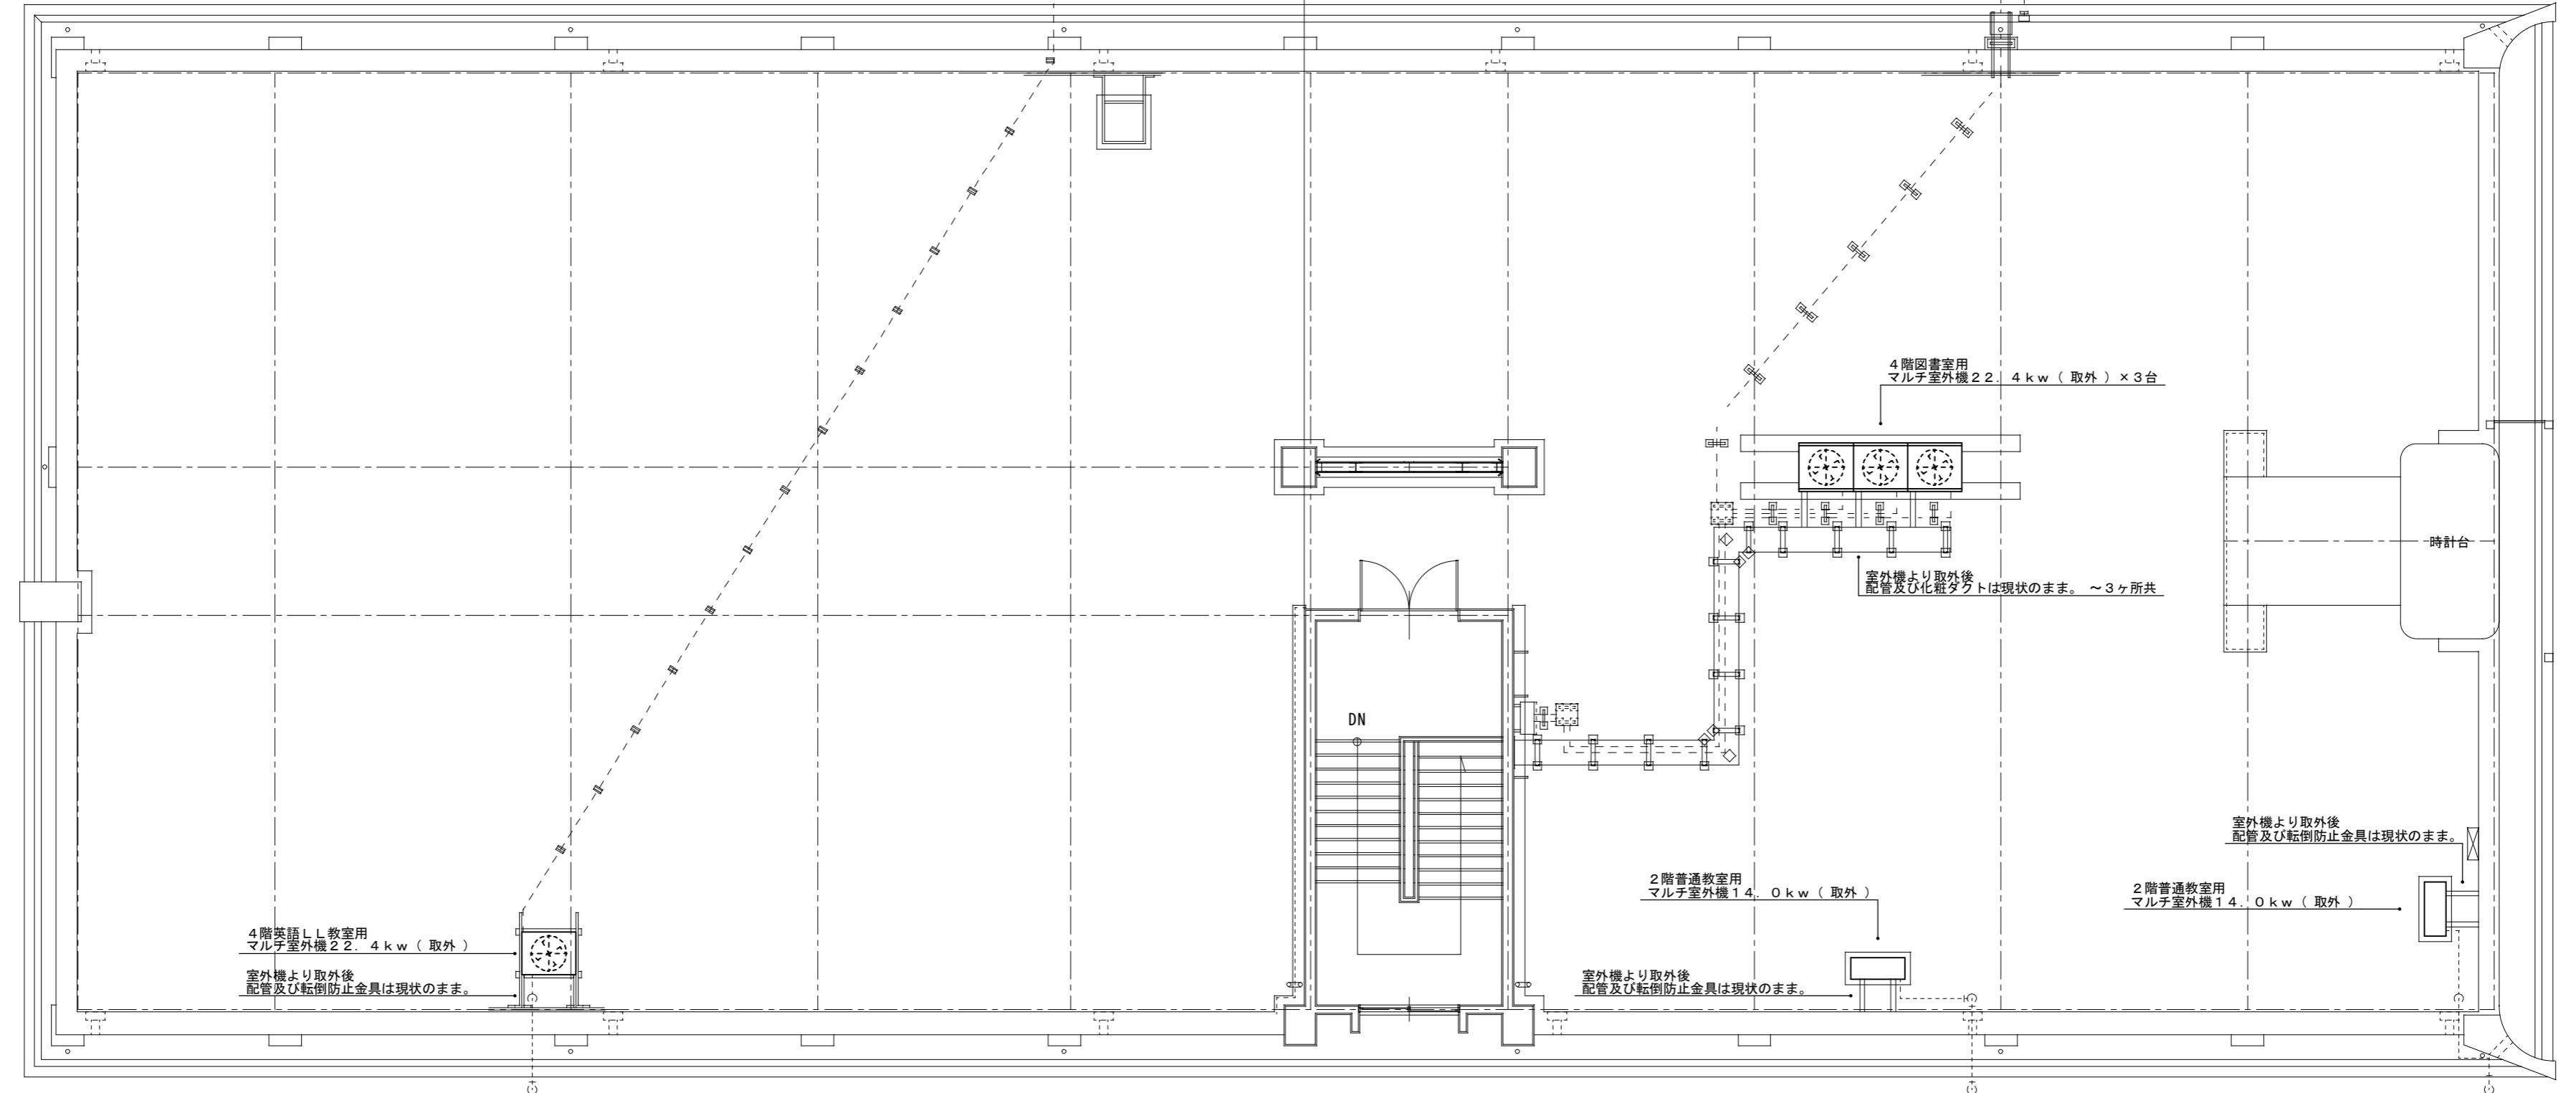 ４階図書室用
マルチ室外機２２．４ｋｗ（ 取外 ）×３台
時計台
室外機より取外後
配管及び化粧ダクトは現状のまま。 ～３ヶ所共
DN
室外機より取外後
配管及び転倒防止金具は現状のまま。
２階普通教室用
マルチ室外機１４．０ｋｗ（ 取外 ）
２階普通教室用
マルチ室外機１４．０ｋｗ（ 取外 ）
４階英語ＬＬ教室用
マルチ室外機２２．４ｋｗ（ 取外 ）
室外機より取外後
配管及び転倒防止金具は現状のまま。
室外機より取外後
配管及び転倒防止金具は現状のまま。